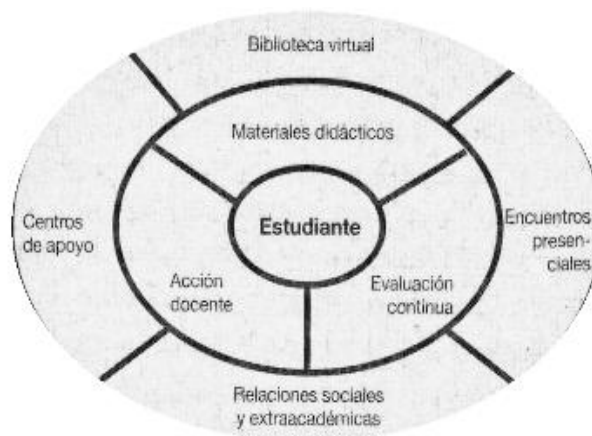 Biblioteca virtual
Materiales didácticos
Centros
de apoyo
Estudiante
Encuentros
presen-
ciales
Acción
docente
Evaluación
continua
Relaciones sociales
y extraacadémicas